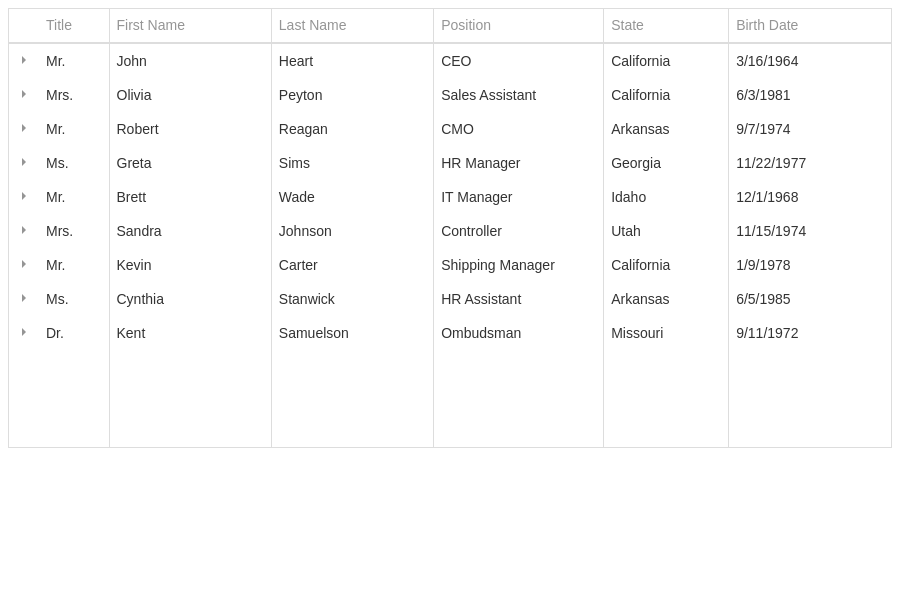 Title First Name Last Name Position State Birth Date
Mr. John Heart CEO California 3/16/1964
Mrs. Olivia Peyton Sales Assistant California 6/3/1981
Mr. Robert Reagan CMO Arkansas 9/7/1974
Ms. Greta Sims HR Manager Georgia 11/22/1977
Mr. Brett Wade IT Manager Idaho 12/1/1968
Mrs. Sandra Johnson Controller Utah 11/15/1974
Mr. Kevin Carter Shipping Manager California 1/9/1978
Ms. Cynthia Stanwick HR Assistant Arkansas 6/5/1985
Dr. Kent Samuelson Ombudsman Missouri 9/11/1972